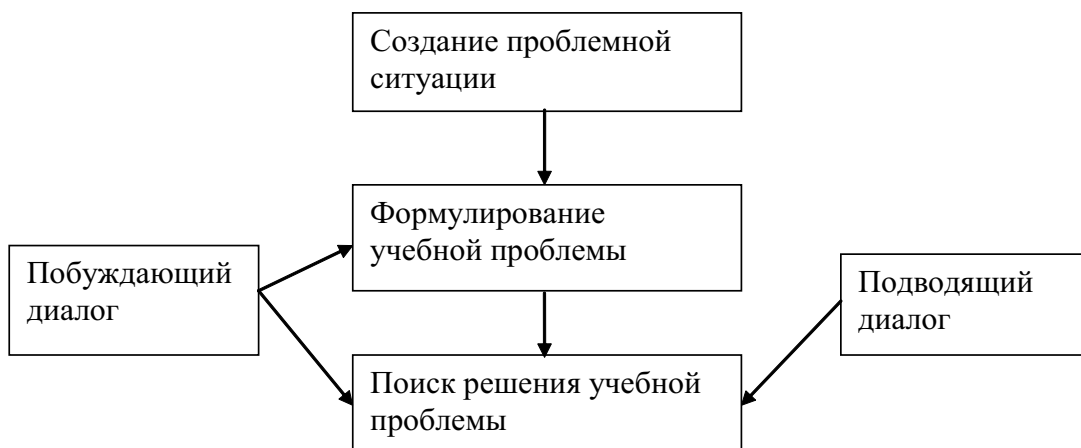 Создание проблемной
ситуации
Формулирование
учебной проблемы
Побуждающий
диалог
Подводящий
диалог
Поиск решения учебной
проблемы